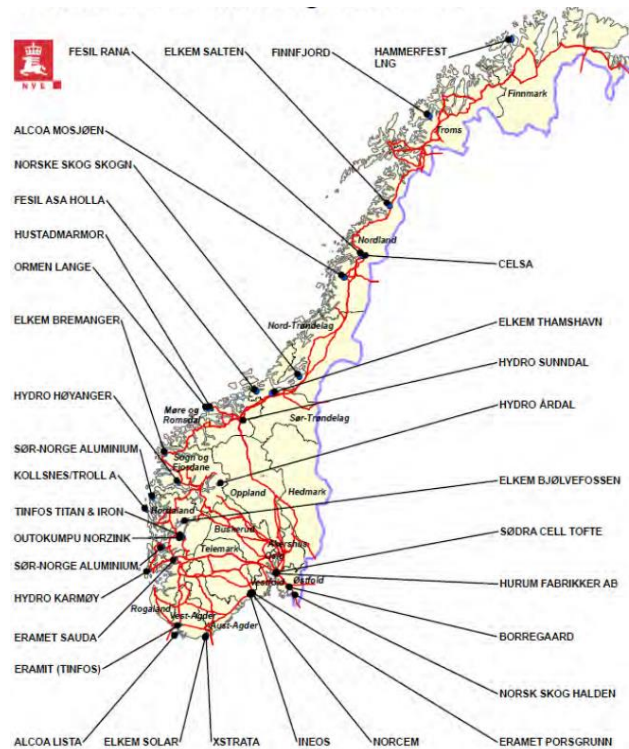 NVE
FESIL RANA
ELKEM SALTEN
FINNFJORD
HAMMERFEST
LNG
Finnmark
Troms
ALCOA MOSJØEN
NORSKE SKOG SKOGN
FESIL ASA HOLLA
HUSTADMARMOR
ORMEN LANGE
ELKEM BREMANGER
HYDRO HØYANGER
SØR-NORGE ALUMINIUM
KOLLSNES/TROLL A
TINFOS TITAN & IRON
OUTOKUMPU NORZINK
SØR-NORGE ALUMINIUM
HYDRO KARMØY
ERAMET SAUDA
ERAMIT (TINFOS)
ALCOA LISTA
ELKEM SOLAR
XSTRATA
INEOS
NORCEM
ERAMET PORSGRUNN
Nordland
Nord-Trøndelag
Møre og
Romsdal
Sør-Trøndelag
Sogn og
Fjordane
Oppland
Hedmark
Hordaland
Buskerud
Akershus
Oslo
Telemark
Vestfold
Østfold
Rogaland
Vest-Agder
Aust-Agder
CELSA
ELKEM THAMSHAVN
HYDRO SUNNDAL
HYDRO ÅRDAL
ELKEM BJØLVEFOSSEN
SØDRA CELL TOFTE
HURUM FABRIKKER AB
BORREGAARD
NORSK SKOG HALDEN